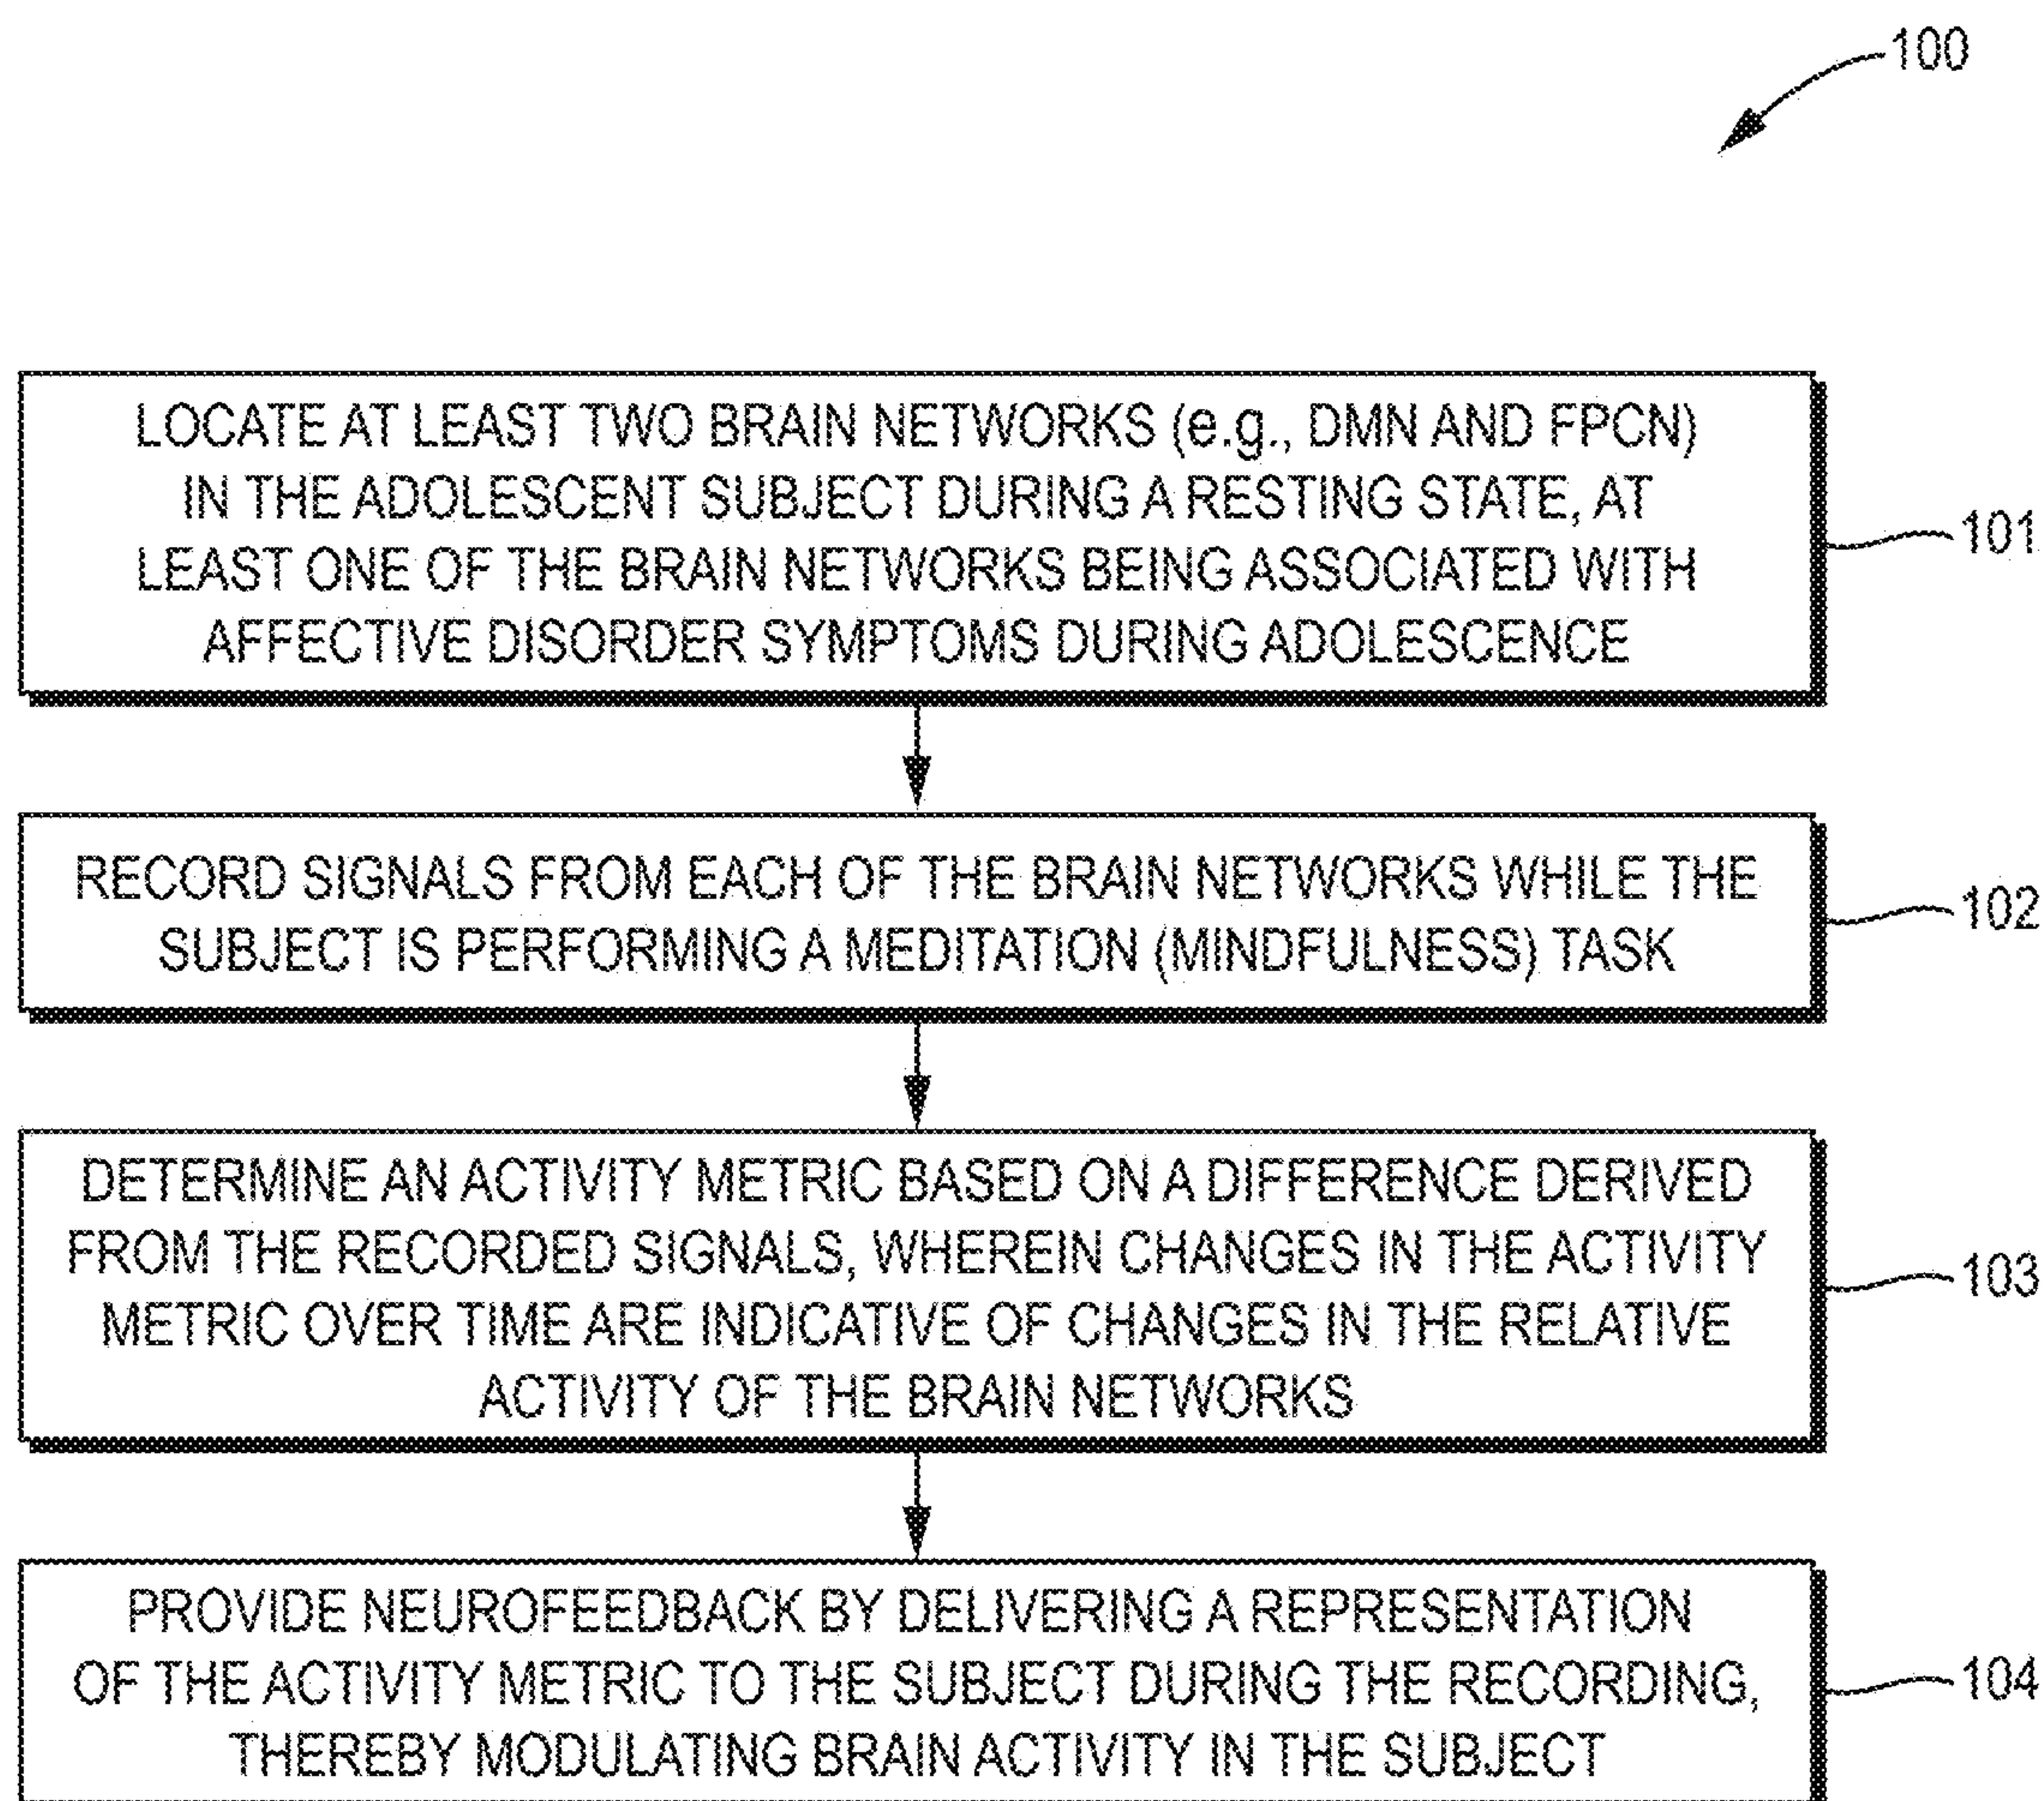 100
LOCATE AT LEAST TWO BRAIN NETWORKS (e.g., DMN AND FPCN)
IN THE ADOLESCENT SUBJECT DURING A RESTING STATE, AT
LEAST ONE OF THE BRAIN NETWORKS BEING ASSOCIATED WITH
AFFECTIVE DISORDER SYMPTOMS DURING ADOLESCENCE
101
RECORD SIGNALS FROM EACH OF THE BRAIN NETWORKS WHILE THE
SUBJECT IS PERFORMING A MEDITATION (MINDFULNESS) TASK
102
DETERMINE AN ACTIVITY METRIC BASED ON A DIFFERENCE DERIVED
FROM THE RECORDED SIGNALS, WHEREIN CHANGES IN THE ACTIVITY
METRIC OVER TIME ARE INDICATIVE OF CHANGES IN THE RELATIVE
ACTIVITY OF THE BRAIN NETWORKS
103
PROVIDE NEUROFEEDBACK BY DELIVERING A REPRESENTATION
OF THE ACTIVITY METRIC TO THE SUBJECT DURING THE RECORDING,
THEREBY MODULATING BRAIN ACTIVITY IN THE SUBJECT
104